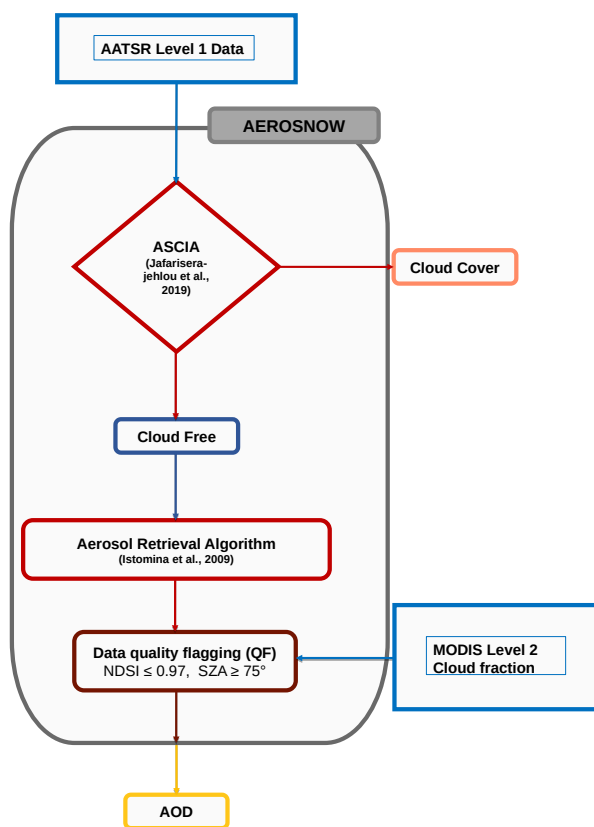 AATSR Level 1 Data
AEROSNOW
ASCIA
(Jafarisera-
jehlou et al.,
2019)
Cloud Cover
Cloud Free
Aerosol Retrieval Algorithm
(Istomina et al., 2009)
Data quality flagging (QF)
NDSI ≤ 0.97, SZA ≥ 75°
MODIS Level 2
Cloud fraction
AOD